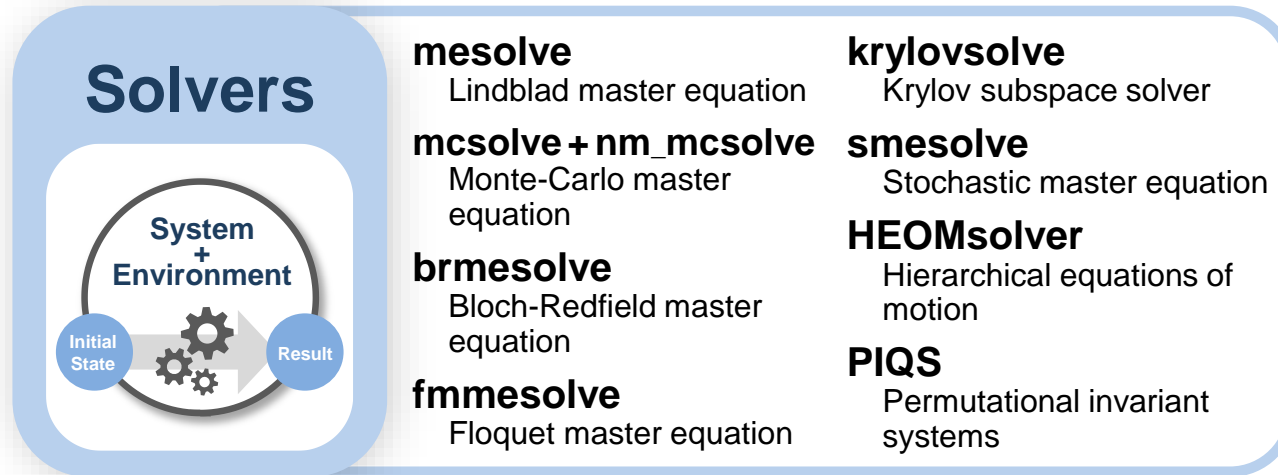 Solvers
System
+
Environment
Initial
State
Result
mesolve
Lindblad master equation
mcsolve + nm_mcsolve
Monte-Carlo master
equation
brmesolve
Bloch-Redfield master
equation
fmmesolve
Floquet master equation
krylovsolve
Krylov subspace solver
smesolve
Stochastic master equation
HEOMsolver
Hierarchical equations of
motion
PIQS
Permutational invariant
systems